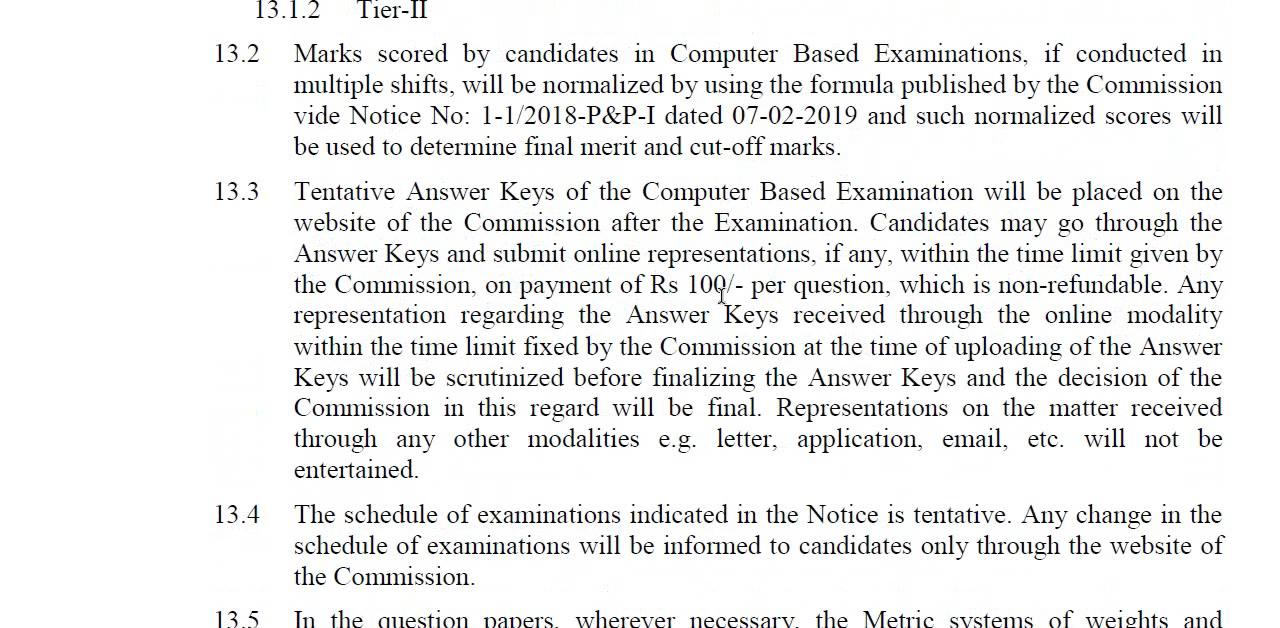 13.1.2 Tier-II
13.2 Marks scored by candidates in Computer Based Examinations, if conducted in
multiple shifts, will be normalized by using the formula published by the Commission
vide Notice No: 1-1/2018-P&P-I dated 07-02-2019 and such normalized scores will
be used to determine final merit and cut-off marks.
13.3 Tentative Answer Keys of the Computer Based Examination will be placed on the
website of the Commission after the Examination. Candidates may go through the
Answer Keys and submit online representations, if any, within the time limit given by
the Commission, on payment of Rs 100/- per question, which is non-refundable. Any
representation regarding the Answer Keys received through the online modality
within the time limit fixed by the Commission at the time of uploading of the Answer
Keys will be scrutinized before finalizing the Answer Keys and the decision of the
Commission in this regard will be final. Representations on the matter received
through any other modalities e.g. letter, application, email, etc. will not be
entertained.
13.4 The schedule of examinations indicated in the Notice is tentative. Any change in the
schedule of examinations will be informed to candidates only through the website of
the Commission.
13.5 In the question papers, wherever necessary, the Metric systems of weights and